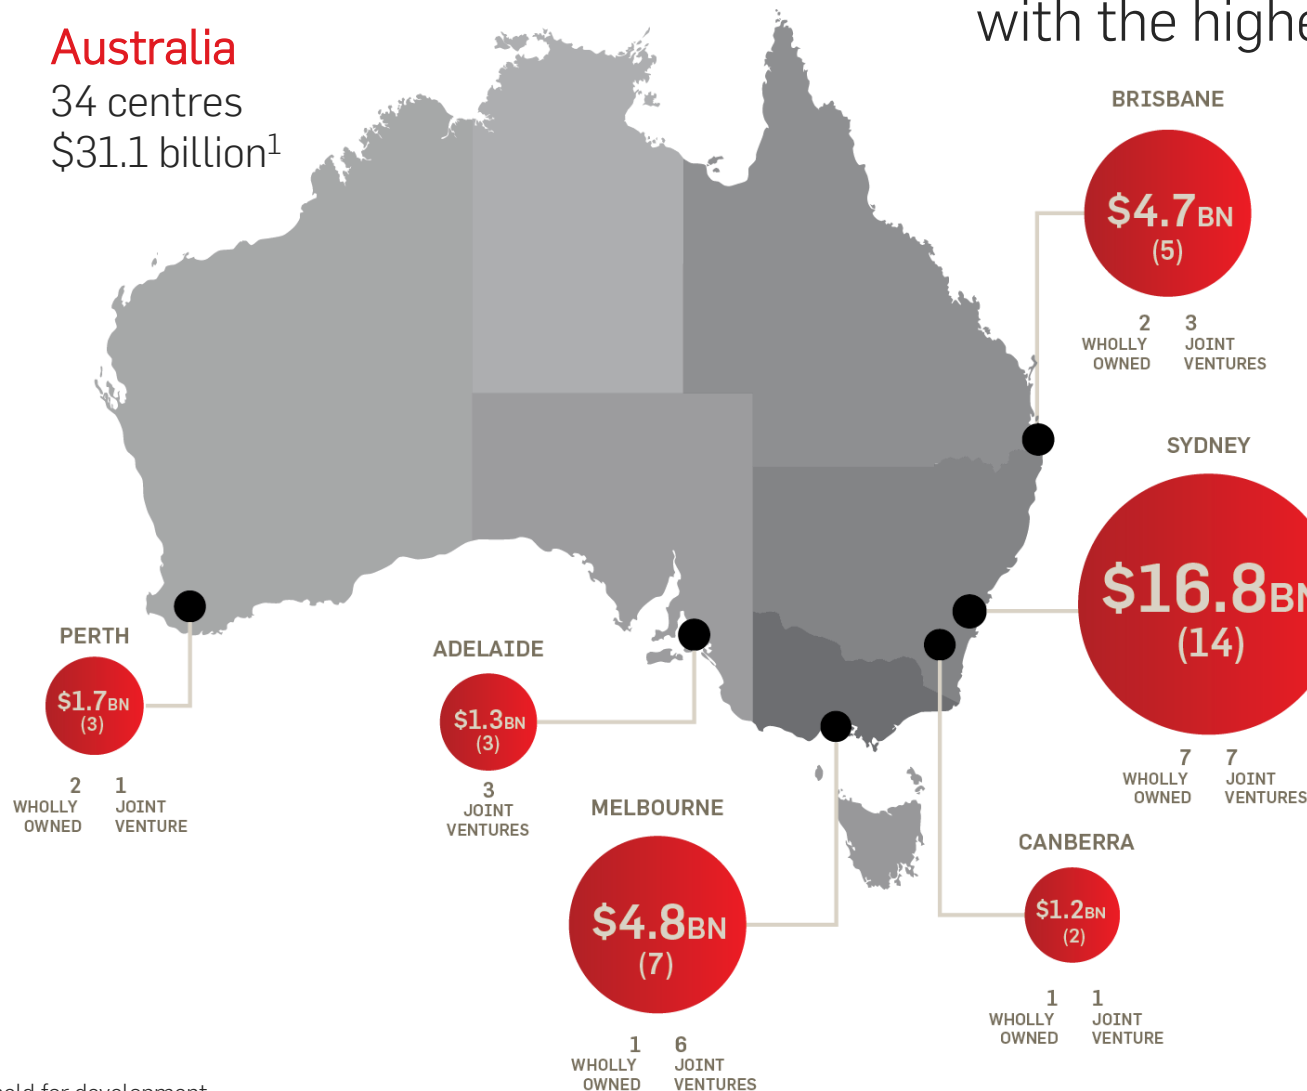 with the highe
Australia
34 centres
$31.1 billion¹
BRISBANE
$4.7BN
(5)
2 3
WHOLLY JOINT
OWNED VENTURES
SYDNEY
$16.8BN
(14)
7 7
WHOLLY JOINT
OWNED VENTURES
PERTH
$1.7BN
(3)
2 1
WHOLLY JOINT
OWNED VENTURE
ADELAIDE
$1.3BN
(3)
3
JOINT
VENTURES
MELBOURNE
$4.8BN
(7)
1 6
WHOLLY JOINT
OWNED VENTURES
CANBERRA
$1.2BN
(2)
1 1
WHOLLY JOINT
OWNED VENTURE
for development